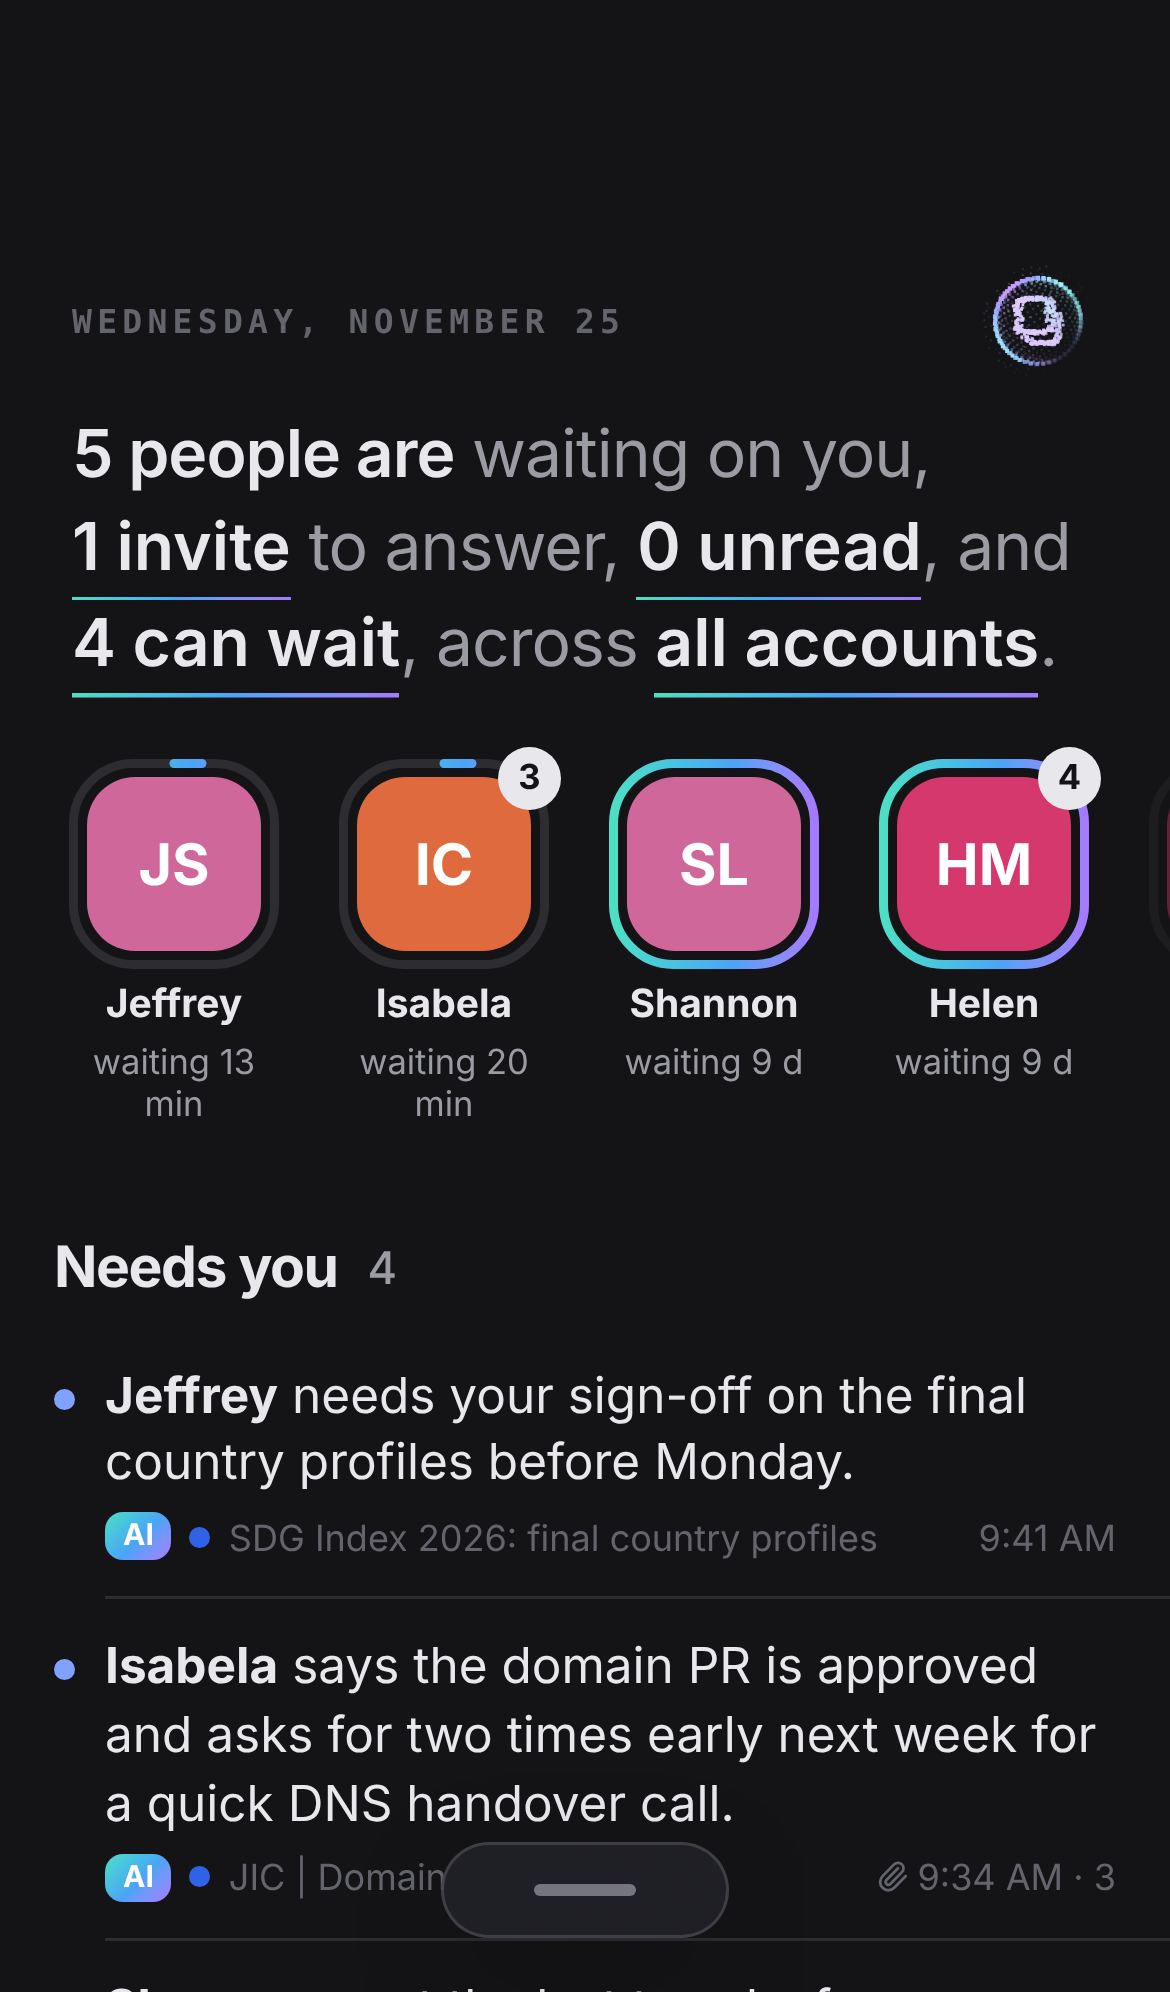 WEDNESDAY, NOVEMBER 25
5 people are waiting on you,
1 invite to answer, 0 unread, and
4 can wait, across all accounts.
3
4
JS
IC
SL
HM
Jeffrey
Isabela
Shannon
Helen
waiting 13
min
waiting 20
min
waiting 9 d
waiting 9 d
Needs you 4
Jeffrey needs your sign-off on the final
country profiles before Monday.
AI SDG Index 2026: final country profiles 9:41 AM
Isabela says the domain PR is approved
and asks for two times early next week for
a quick DNS handover call.
AI JIC | Domain 9:34 AM · 3